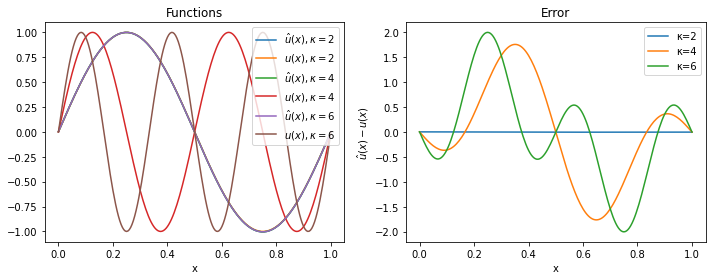 Functions
1.00
0.75
0.50
0.25
0.00
−0.25
−0.50
−0.75
−1.00
0.0 0.2 0.4 0.6 0.8 1.0
x
û(x), κ = 2
u(x), κ = 2
û(x), κ = 4
u(x), κ = 4
û(x), κ = 6
u(x), κ = 6
Error
û(x) − u(x)
2.0
1.5
1.0
0.5
0.0
−0.5
−1.0
−1.5
−2.0
0.0 0.2 0.4 0.6 0.8 1.0
x
κ=2
κ=4
κ=6